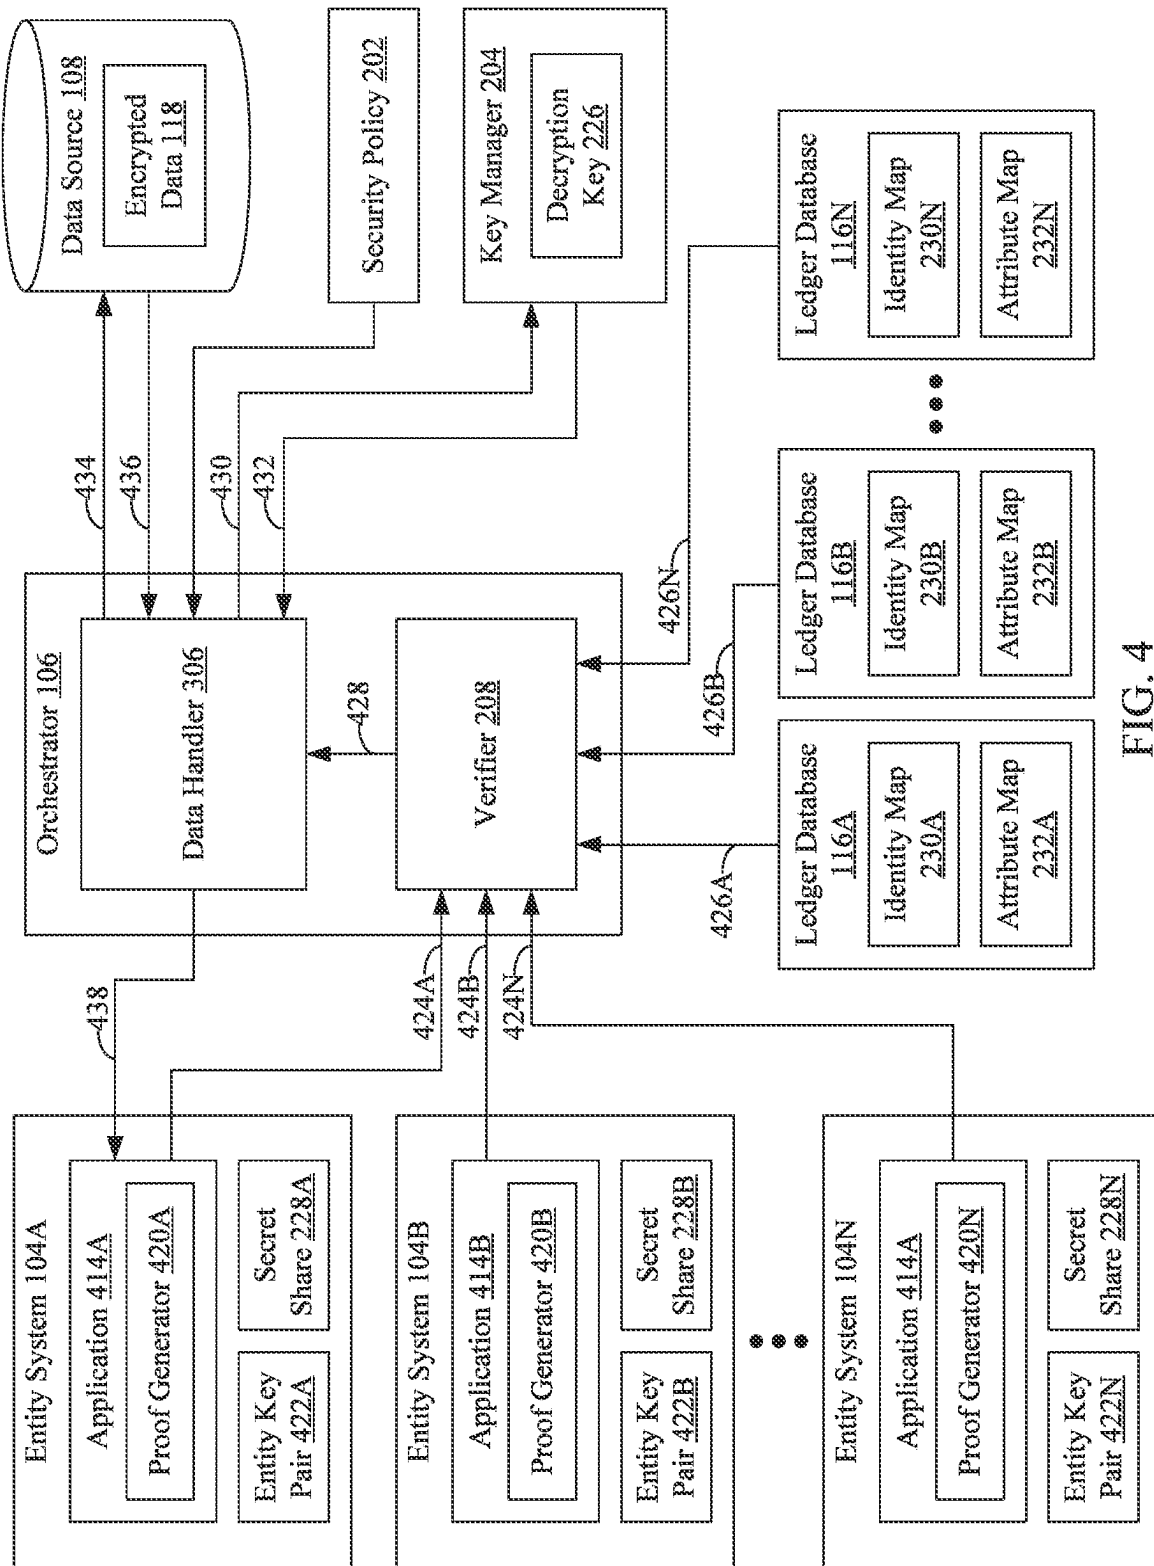 Entity System 104A
Application 414A
Proof Generator 420A
Entity Key
Pair 422A
Secret
Share 228A
Entity System 104B
Application 414B
Proof Generator 420B
Entity Key
Pair 422B
Secret
Share 228B
Entity System 104N
Application 414A
Proof Generator 420N
Entity Key
Pair 422N
Secret
Share 228N
438
424A
424B
424N
Orchestrator 106
Data Handler 306
428
Verifier 208
434
436
430
432
Data Source 108
Encrypted
Data 118
Security Policy 202
Key Manager 204
Decryption
Key 226
426A
426B
426N
Ledger Database
116A
Identity Map
230A
Attribute Map
232A
Ledger Database
116B
Identity Map
230B
Attribute Map
232B
Ledger Database
116N
Identity Map
230N
Attribute Map
232N
FIG. 4